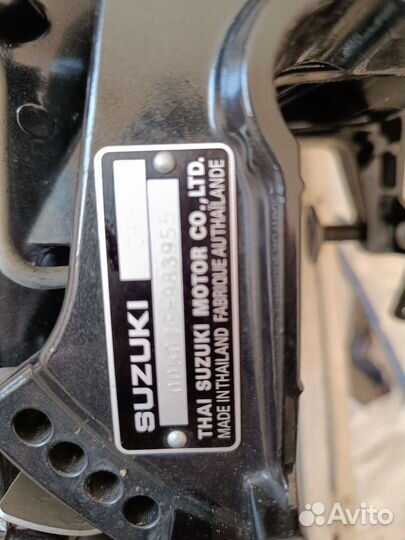 SUZUKI
THAI SUZUKI MOTOR CO.,LTD.
MADE IN THAILAND FABRIQUE AU THAILANDE
Avito